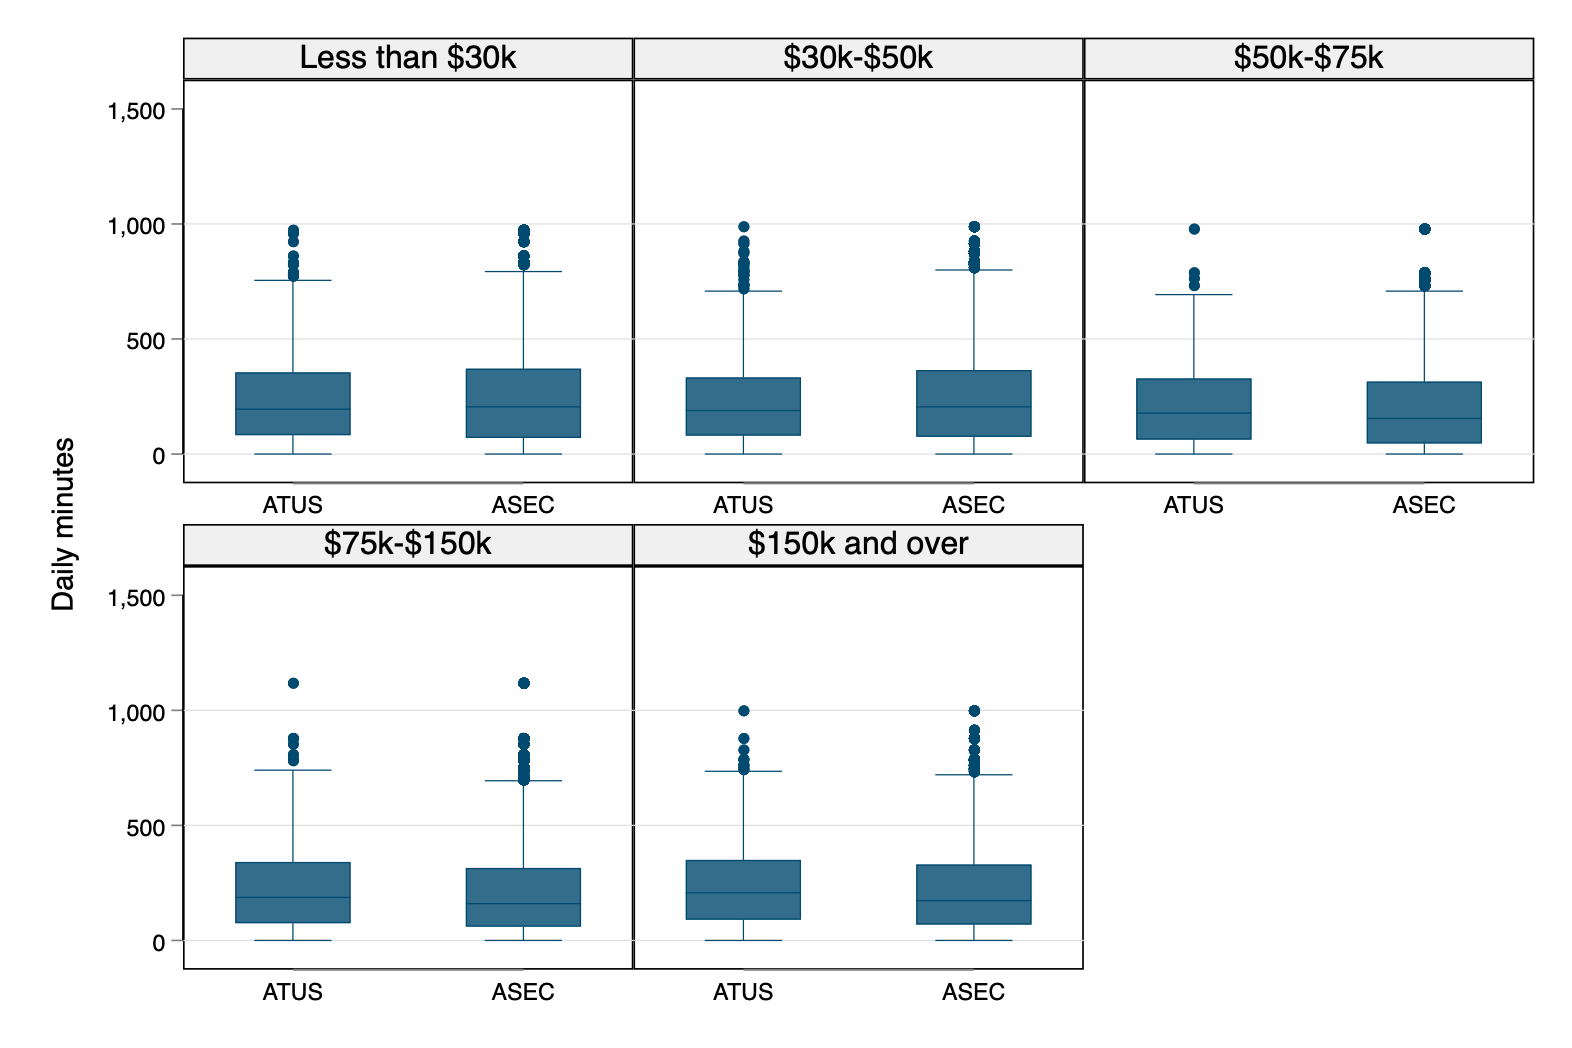 Daily minutes
Less than $30k
$30k-$50k
$50k-$75k
1,500
1,000
500
0
ATUS
ASEC
ATUS
ASEC
ATUS
ASEC
$75k-$150k
$150k and over
1,500
1,000
500
0
ATUS
ASEC
ATUS
ASEC